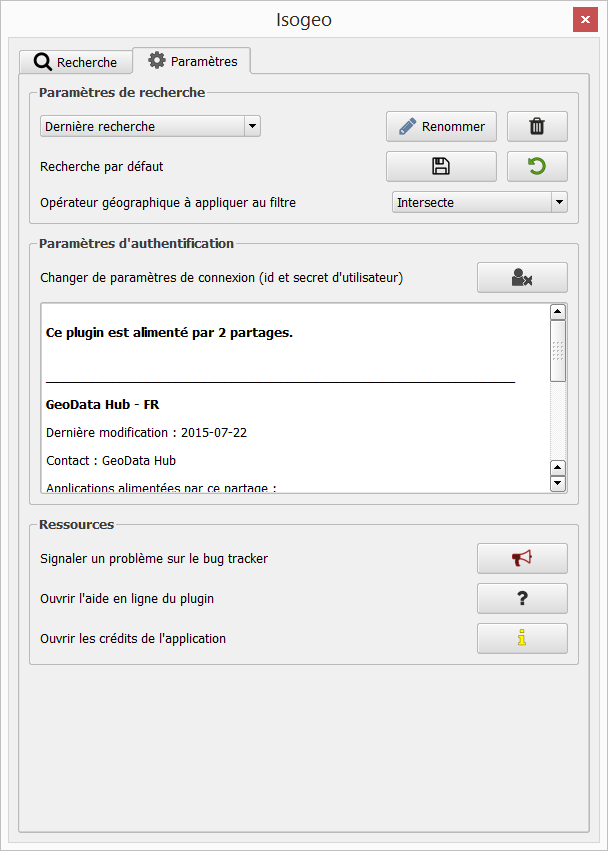 Isogeo
Recherche
Paramètres
Paramètres de recherche
Dernière recherche
Renommer
Recherche par défaut
Opérateur géographique à appliquer au filtre
Intersecte
Paramètres d'authentification
Changer de paramètres de connexion (id et secret d'utilisateur)
Ce plugin est alimenté par 2 partages.
GeoData Hub - FR
Dernière modification : 2015-07-22
Contact : GeoData Hub
Applications alimentées par ce partage :
Ressources
Signaler un problème sur le bug tracker
Ouvrir l'aide en ligne du plugin
?
Ouvrir les crédits de l'application
i